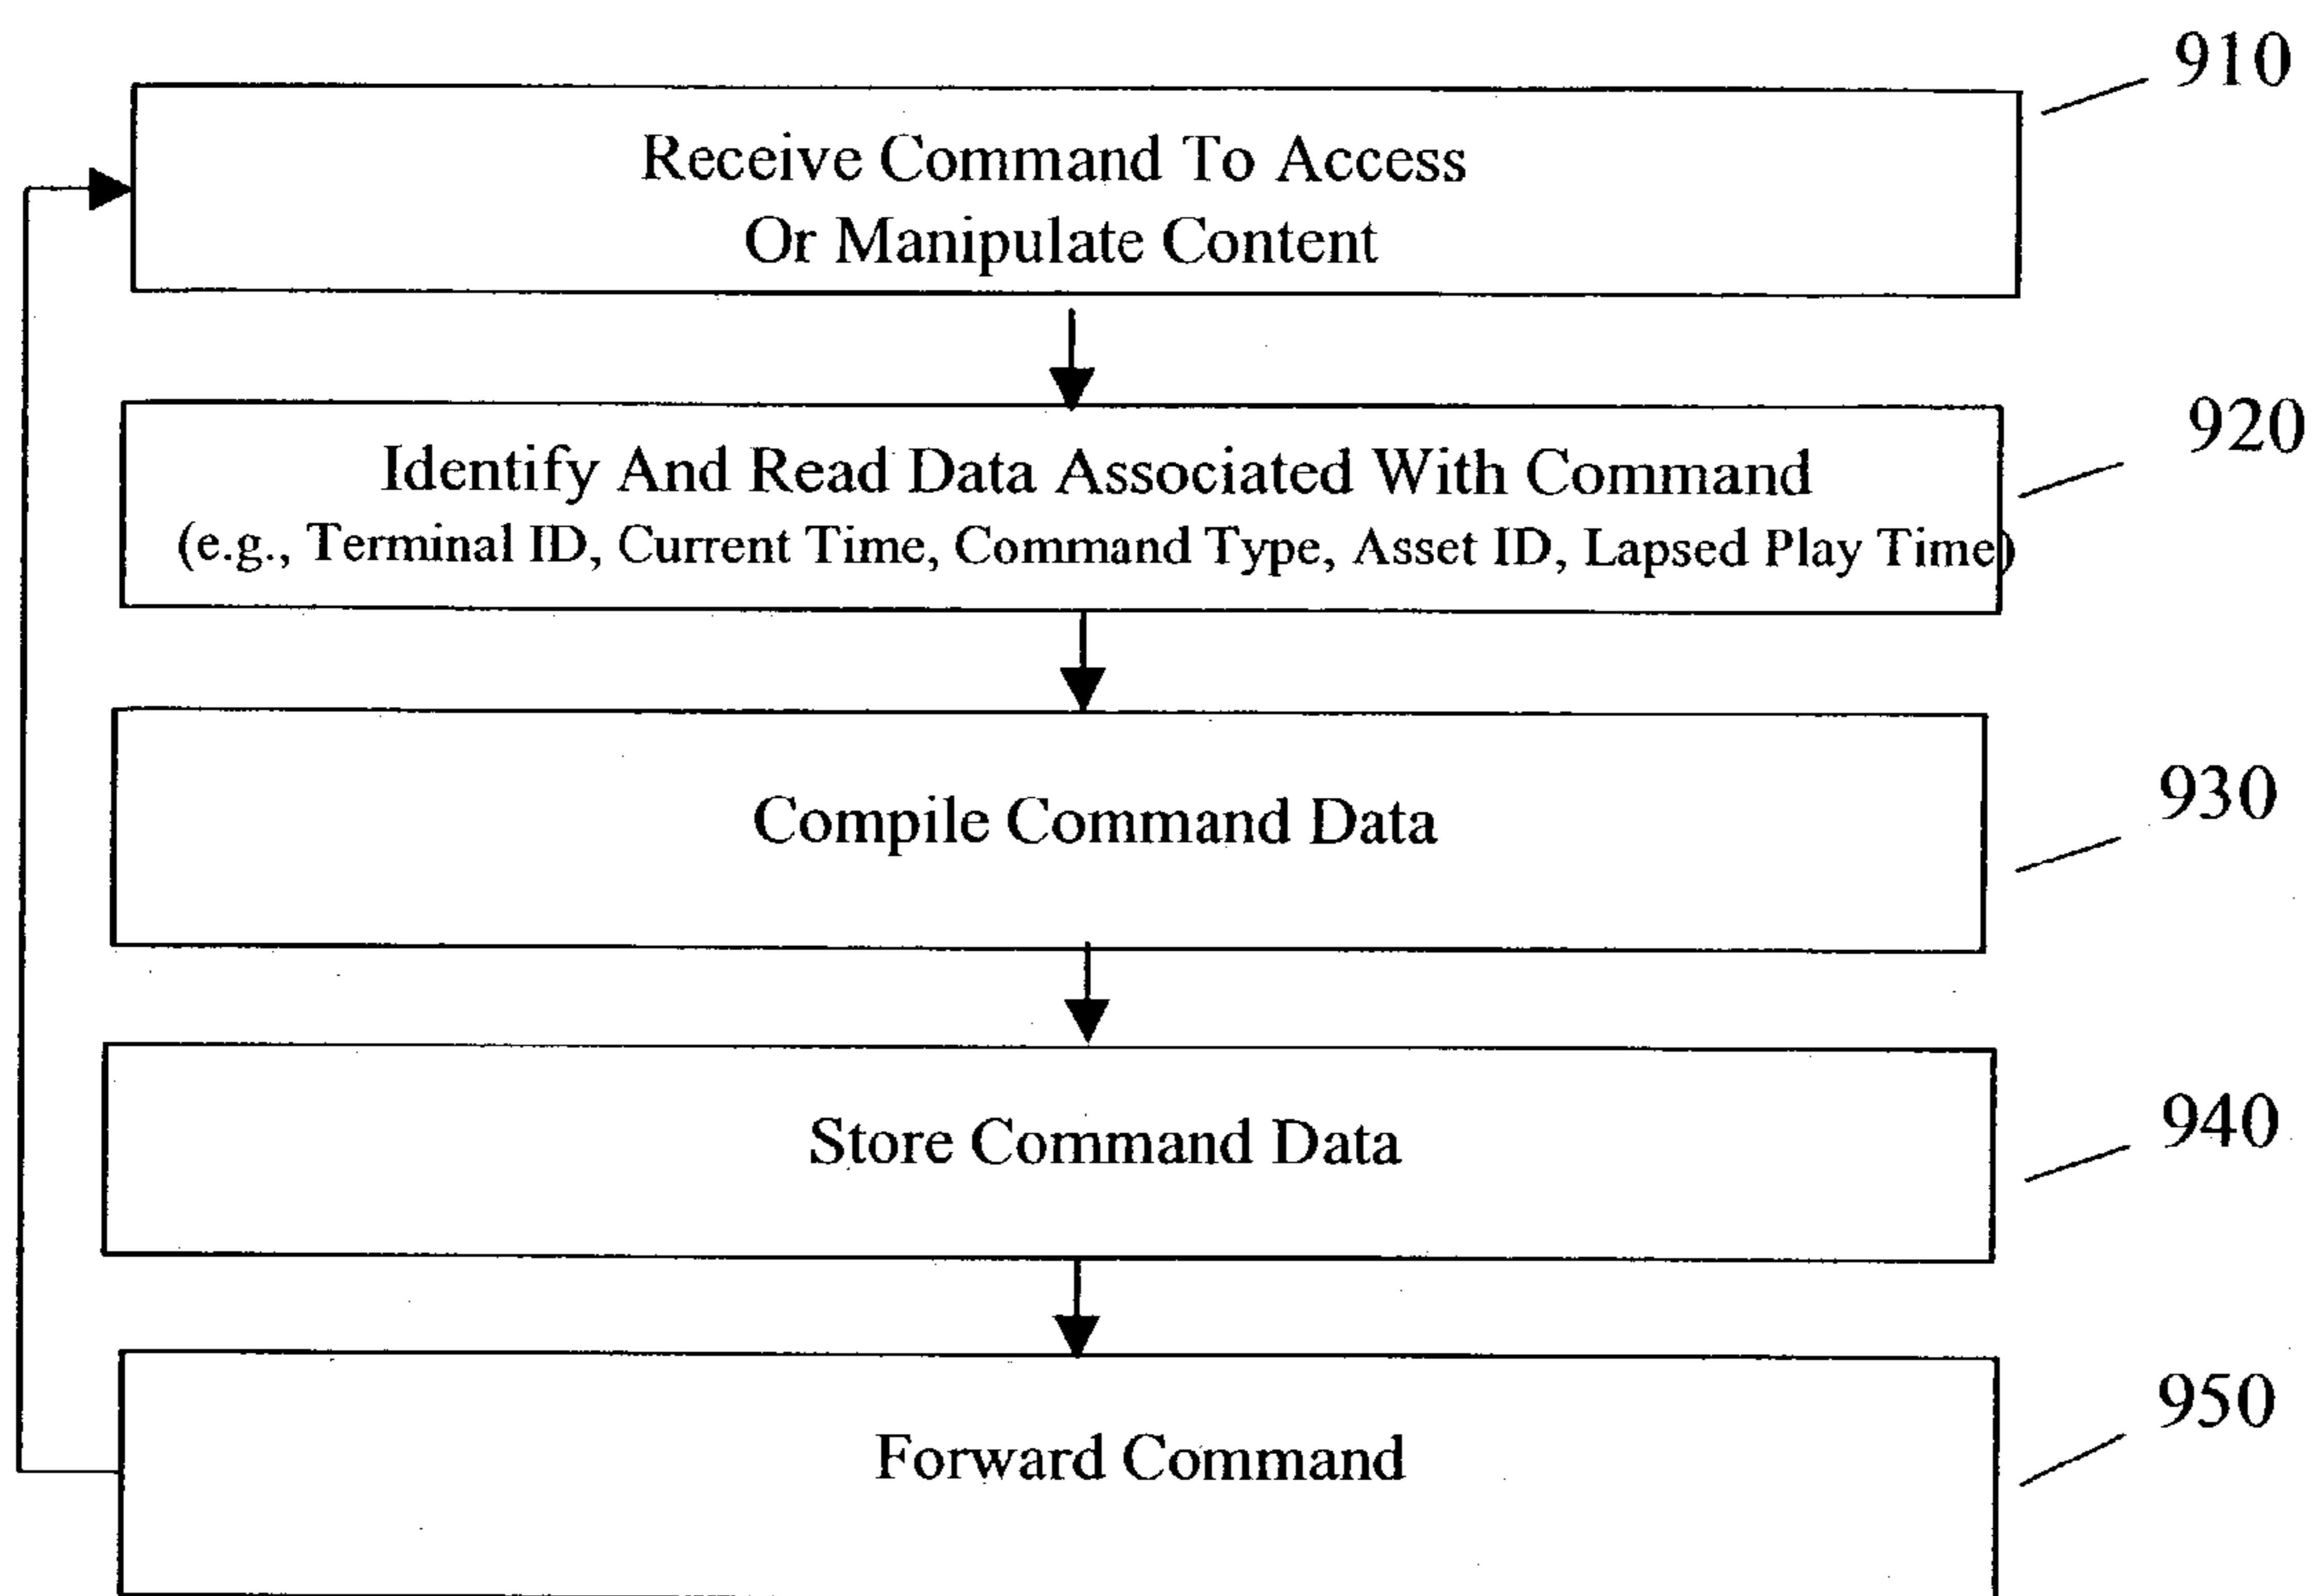 910
Receive Command To Access
Or Manipulate Content
920
Identify And Read Data Associated With Command
(e.g., Terminal ID, Current Time, Command Type, Asset ID, Lapsed Play Time)
930
Compile Command Data
940
Store Command Data
950
Forward Command